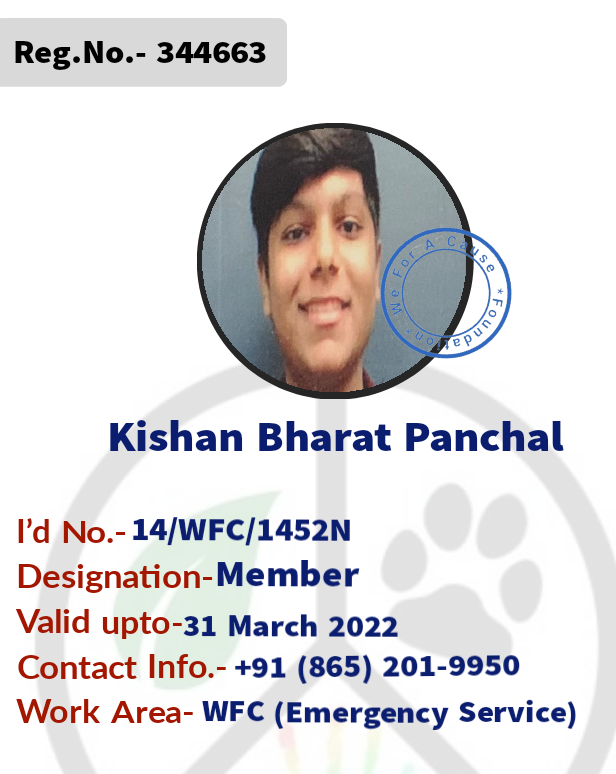 Reg.No.- 344663
We For A Cause *Foundation*
Kishan Bharat Panchal
I'd No.- 14/WFC/1452N
Designation-Member
Valid upto-31 March 2022
Contact Info.- +91 (865) 201-9950
Work Area- WFC (Emergency Service)